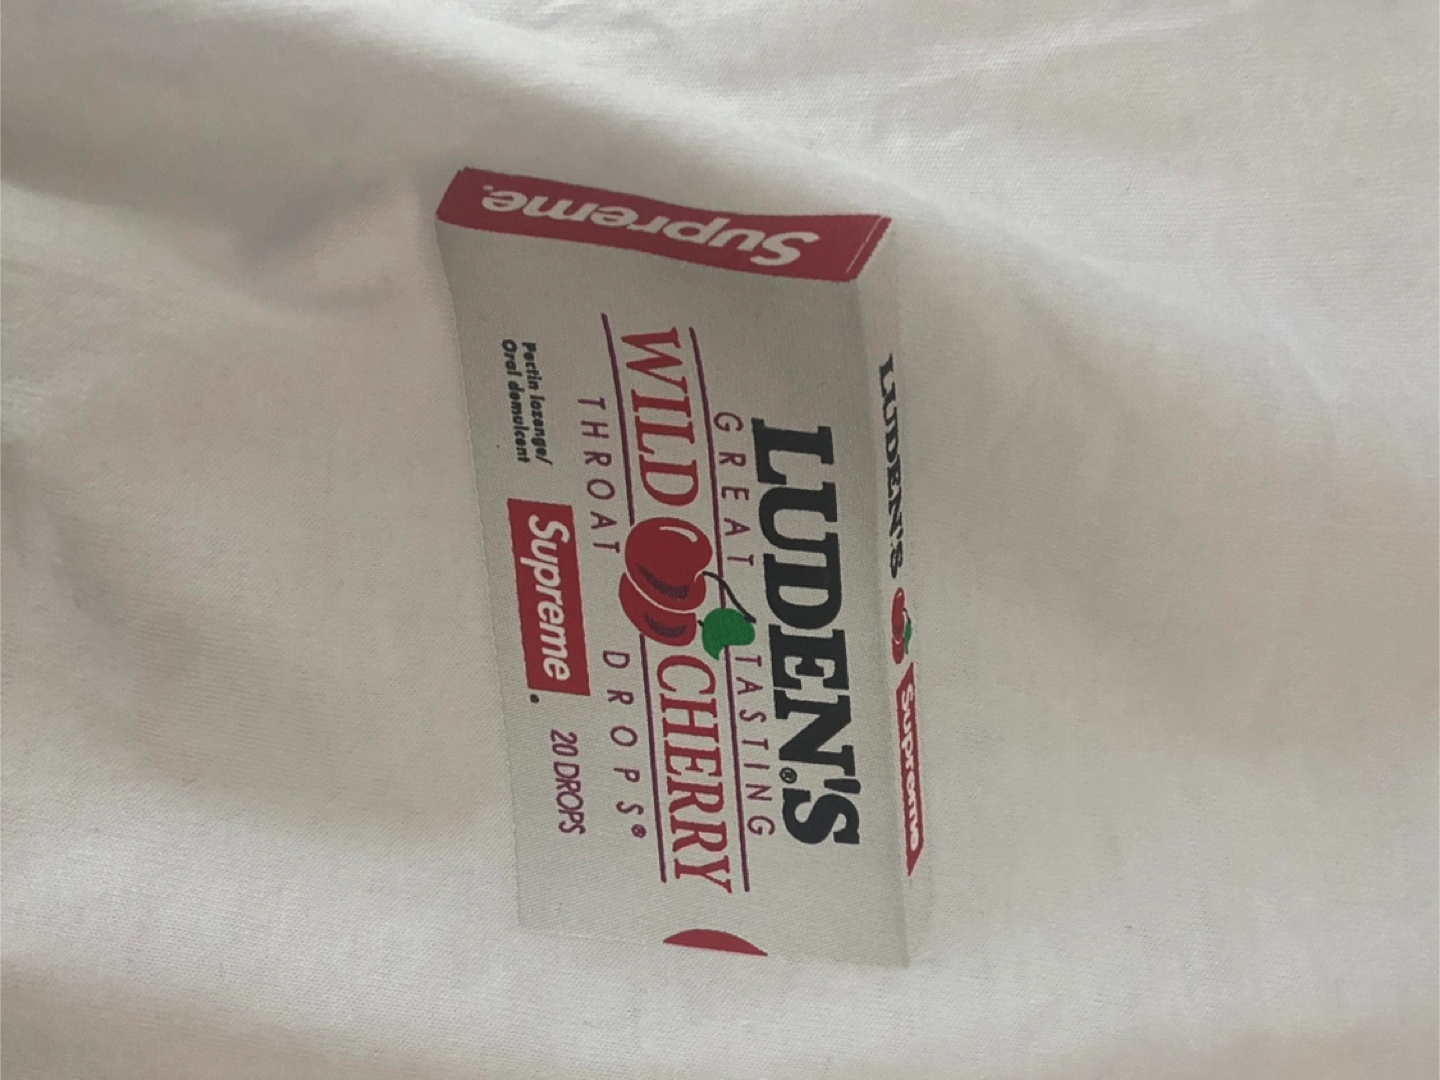 LUDEN'S Supreme
Supreme.
LUDEN'S®
GREAT TASTING
WILD CHERRY
THROAT DROPS®
Pectin lozenge/
Oral demulcent
Supreme.
20 DROPS